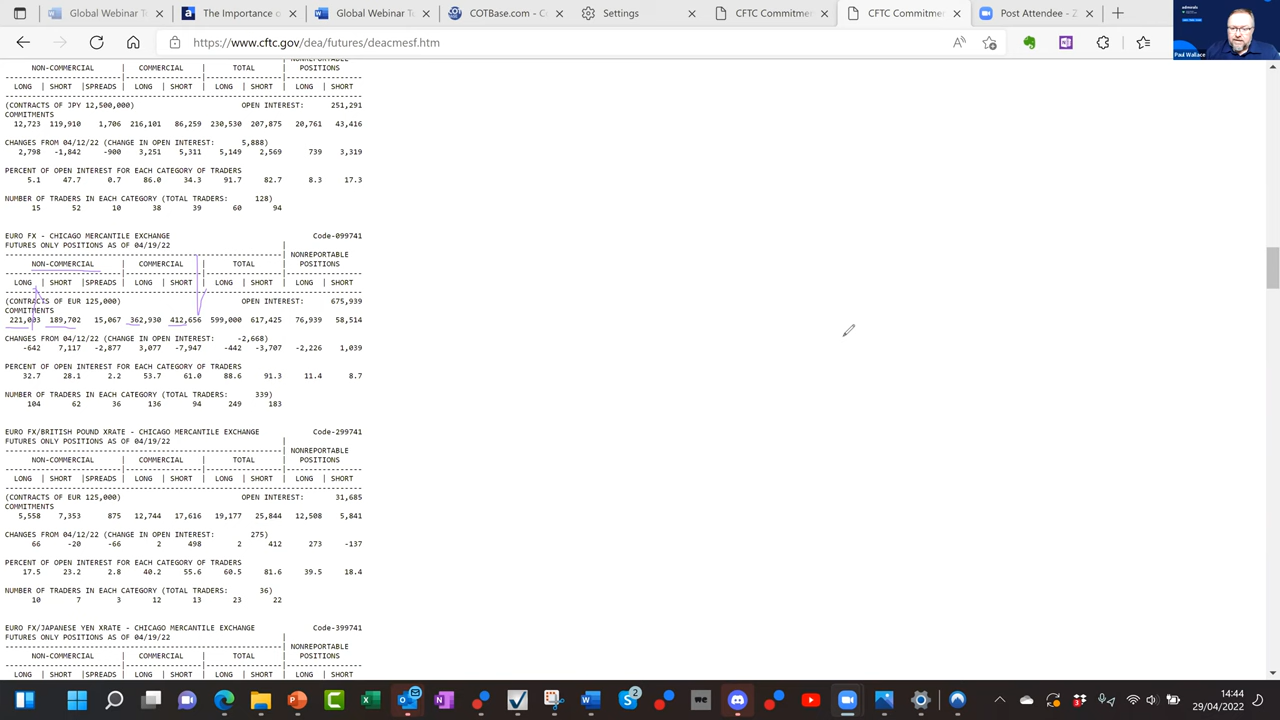 Global Webinar T
The Importance o
Global Webinar T
COTBase.com - C
Settings
CFTC Commitme
CFTC Commitme
Post Attendee - Z
admirals
Paul Wallace
https://www.cftc.gov/dea/futures/deacmesf.htm
NONREPORTABLE
NON-COMMERCIAL | COMMERCIAL | TOTAL | POSITIONS
LONG | SHORT |SPREADS | LONG | SHORT | LONG | SHORT | LONG | SHORT
(CONTRACTS OF JPY 12,500,000) OPEN INTEREST: 251,291
COMMITMENTS
12,723 119,910 1,706 216,101 86,259 230,530 207,875 20,761 43,416
CHANGES FROM 04/12/22 (CHANGE IN OPEN INTEREST: 5,888)
2,798 -1,842 -900 3,251 5,311 5,149 2,569 739 3,319
PERCENT OF OPEN INTEREST FOR EACH CATEGORY OF TRADERS
5.1 47.7 0.7 86.0 34.3 91.7 82.7 8.3 17.3
NUMBER OF TRADERS IN EACH CATEGORY (TOTAL TRADERS: 128)
15 52 10 38 39 60 94
EURO FX - CHICAGO MERCANTILE EXCHANGE Code-099741
FUTURES ONLY POSITIONS AS OF 04/19/22 |
| NONREPORTABLE
NON-COMMERCIAL | COMMERCIAL | TOTAL | POSITIONS
LONG | SHORT |SPREADS | LONG | SHORT | LONG | SHORT | LONG | SHORT
(CONTRACTS OF EUR 125,000) OPEN INTEREST: 675,939
COMMITMENTS
221,003 189,702 15,067 362,930 412,656 599,000 617,425 76,939 58,514
CHANGES FROM 04/12/22 (CHANGE IN OPEN INTEREST: -2,668)
-642 7,117 -2,877 3,077 -7,947 -442 -3,707 -2,226 1,039
PERCENT OF OPEN INTEREST FOR EACH CATEGORY OF TRADERS
32.7 28.1 2.2 53.7 61.0 88.6 91.3 11.4 8.7
NUMBER OF TRADERS IN EACH CATEGORY (TOTAL TRADERS: 339)
104 62 36 136 94 249 183
EURO FX/BRITISH POUND XRATE - CHICAGO MERCANTILE EXCHANGE Code-299741
FUTURES ONLY POSITIONS AS OF 04/19/22 |
| NONREPORTABLE
NON-COMMERCIAL | COMMERCIAL | TOTAL | POSITIONS
LONG | SHORT |SPREADS | LONG | SHORT | LONG | SHORT | LONG | SHORT
(CONTRACTS OF EUR 125,000) OPEN INTEREST: 31,685
COMMITMENTS
5,558 7,353 875 12,744 17,616 19,177 25,844 12,508 5,841
CHANGES FROM 04/12/22 (CHANGE IN OPEN INTEREST: 275)
66 -20 -66 2 498 2 412 273 -137
PERCENT OF OPEN INTEREST FOR EACH CATEGORY OF TRADERS
17.5 23.2 2.8 40.2 55.6 60.5 81.6 39.5 18.4
NUMBER OF TRADERS IN EACH CATEGORY (TOTAL TRADERS: 36)
10 7 3 12 13 23 22
EURO FX/JAPANESE YEN XRATE - CHICAGO MERCANTILE EXCHANGE Code-399741
FUTURES ONLY POSITIONS AS OF 04/19/22 |
| NONREPORTABLE
NON-COMMERCIAL | COMMERCIAL | TOTAL | POSITIONS
LONG | SHORT |SPREADS | LONG | SHORT | LONG | SHORT | LONG | SHORT
2
14:44
29/04/2022